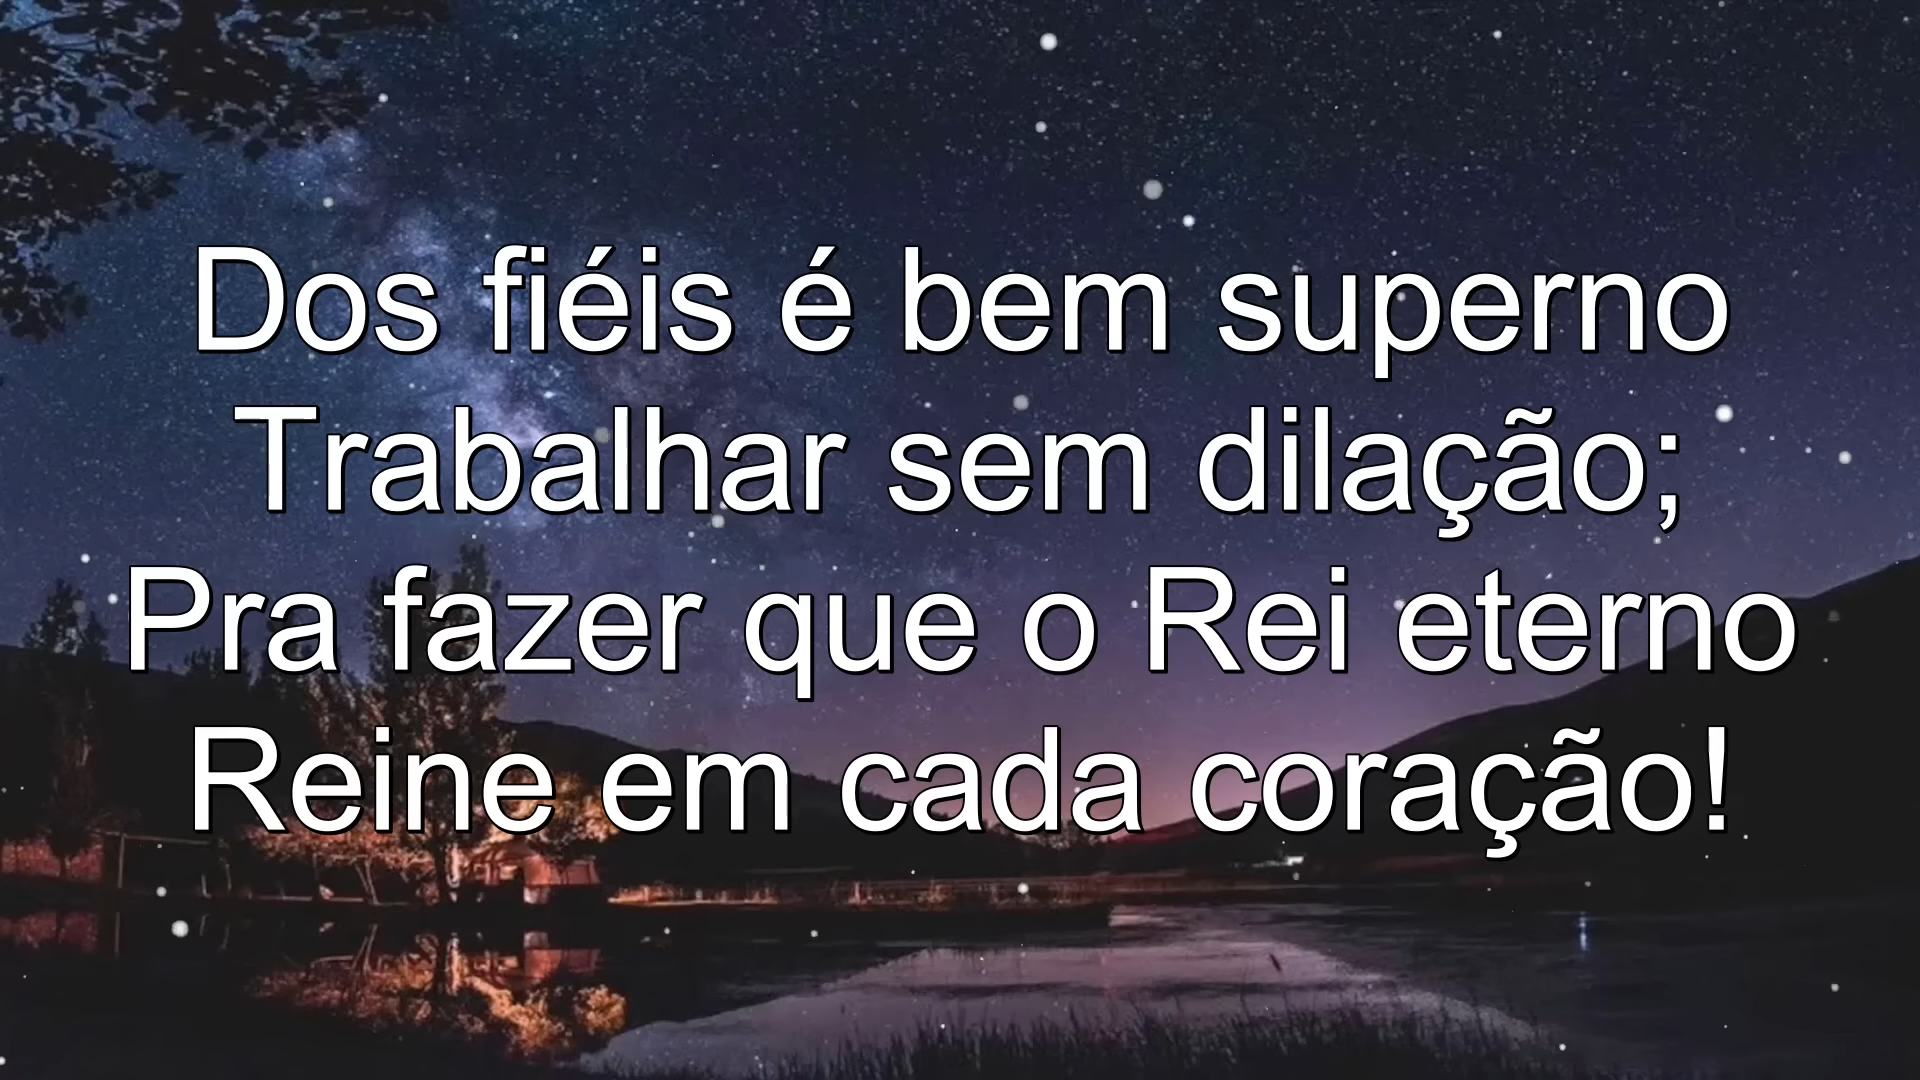 Dos fiéis é bem superno
Trabalhar sem dilação;
Pra fazer que o Rei eterno
Reine em cada coração!